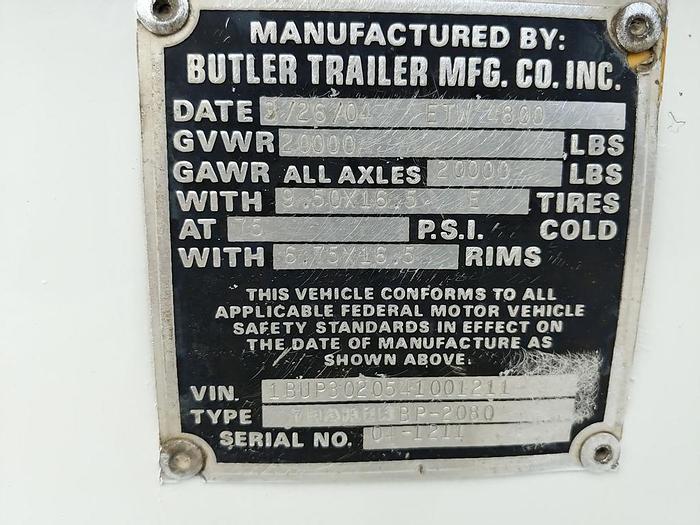 MANUFACTURED BY:
BUTLER TRAILER MFG. CO. INC.
DATE 3/26/04 ETW 4800
GVWR 20000 LBS
GAWR ALL AXLES 20000 LBS
WITH 9.50X16.5 E TIRES
AT 75 P.S.I. COLD
WITH 6.75X16.5 RIMS
THIS VEHICLE CONFORMS TO ALL
APPLICABLE FEDERAL MOTOR VEHICLE
SAFETY STANDARDS IN EFFECT ON
THE DATE OF MANUFACTURE AS
SHOWN ABOVE.
VIN. 1BUP3020541001211
TYPE BP-2080
SERIAL NO. 04-1211